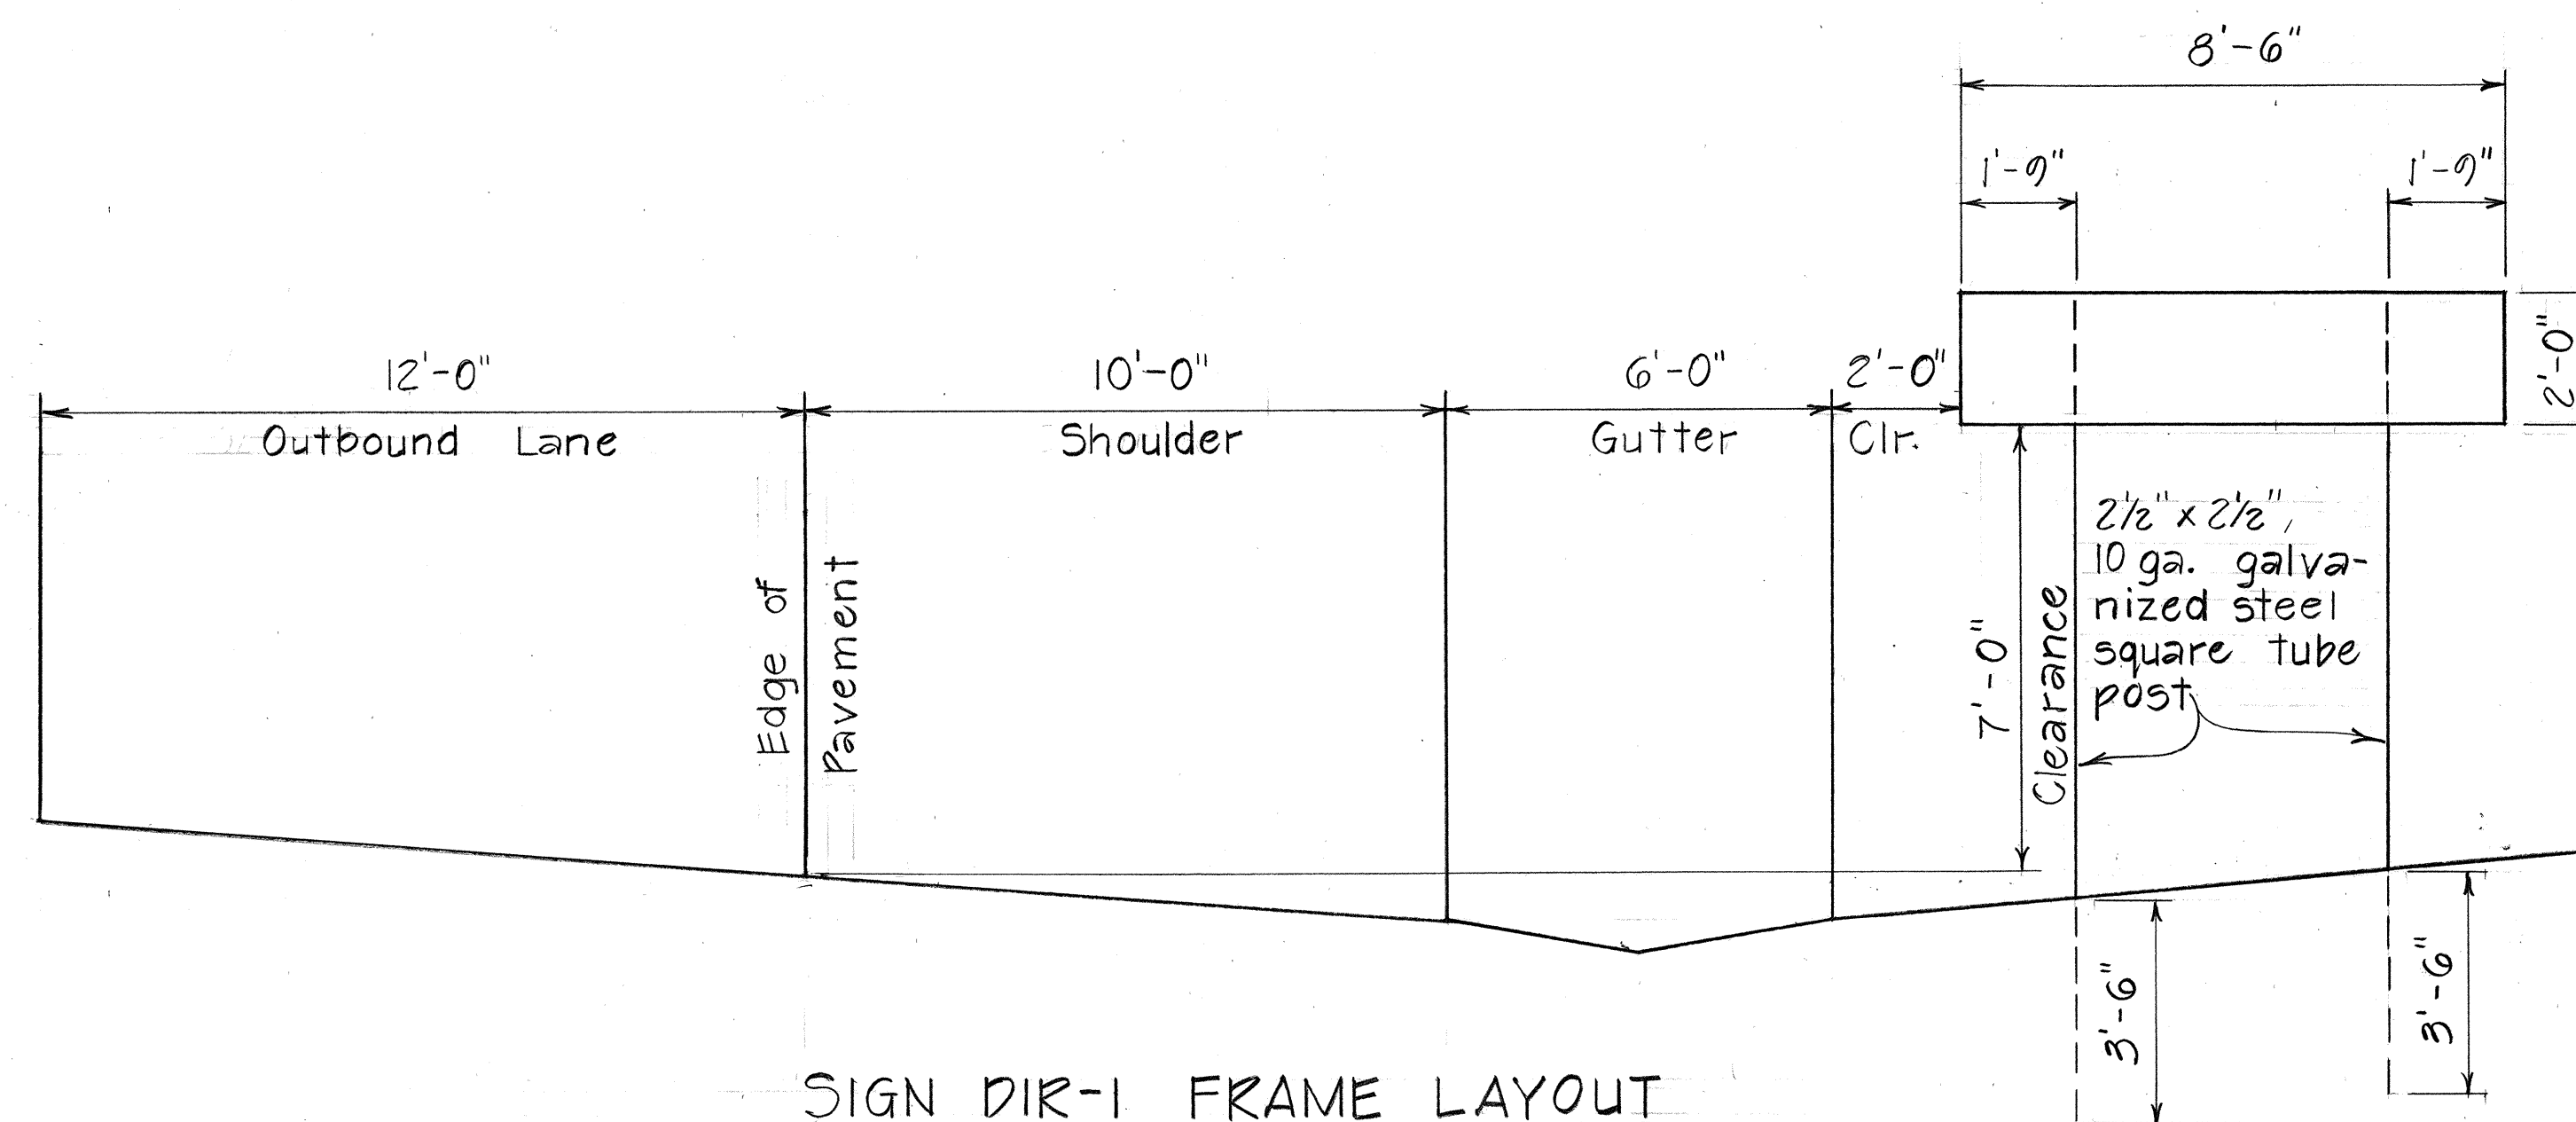 8'-6"
1'-9"
1'-9"
12'-0"
10'-0"
6'-0"
2'-0"
2'-0"
Outbound Lane
Shoulder
Gutter
Clr.
Edge of
Pavement
7'-0"
Clearance
2½" x 2½",
10 ga. galva-
nized steel
square tube
post
3'-6"
3'-6"
SIGN DIR-1 FRAME LAYOUT